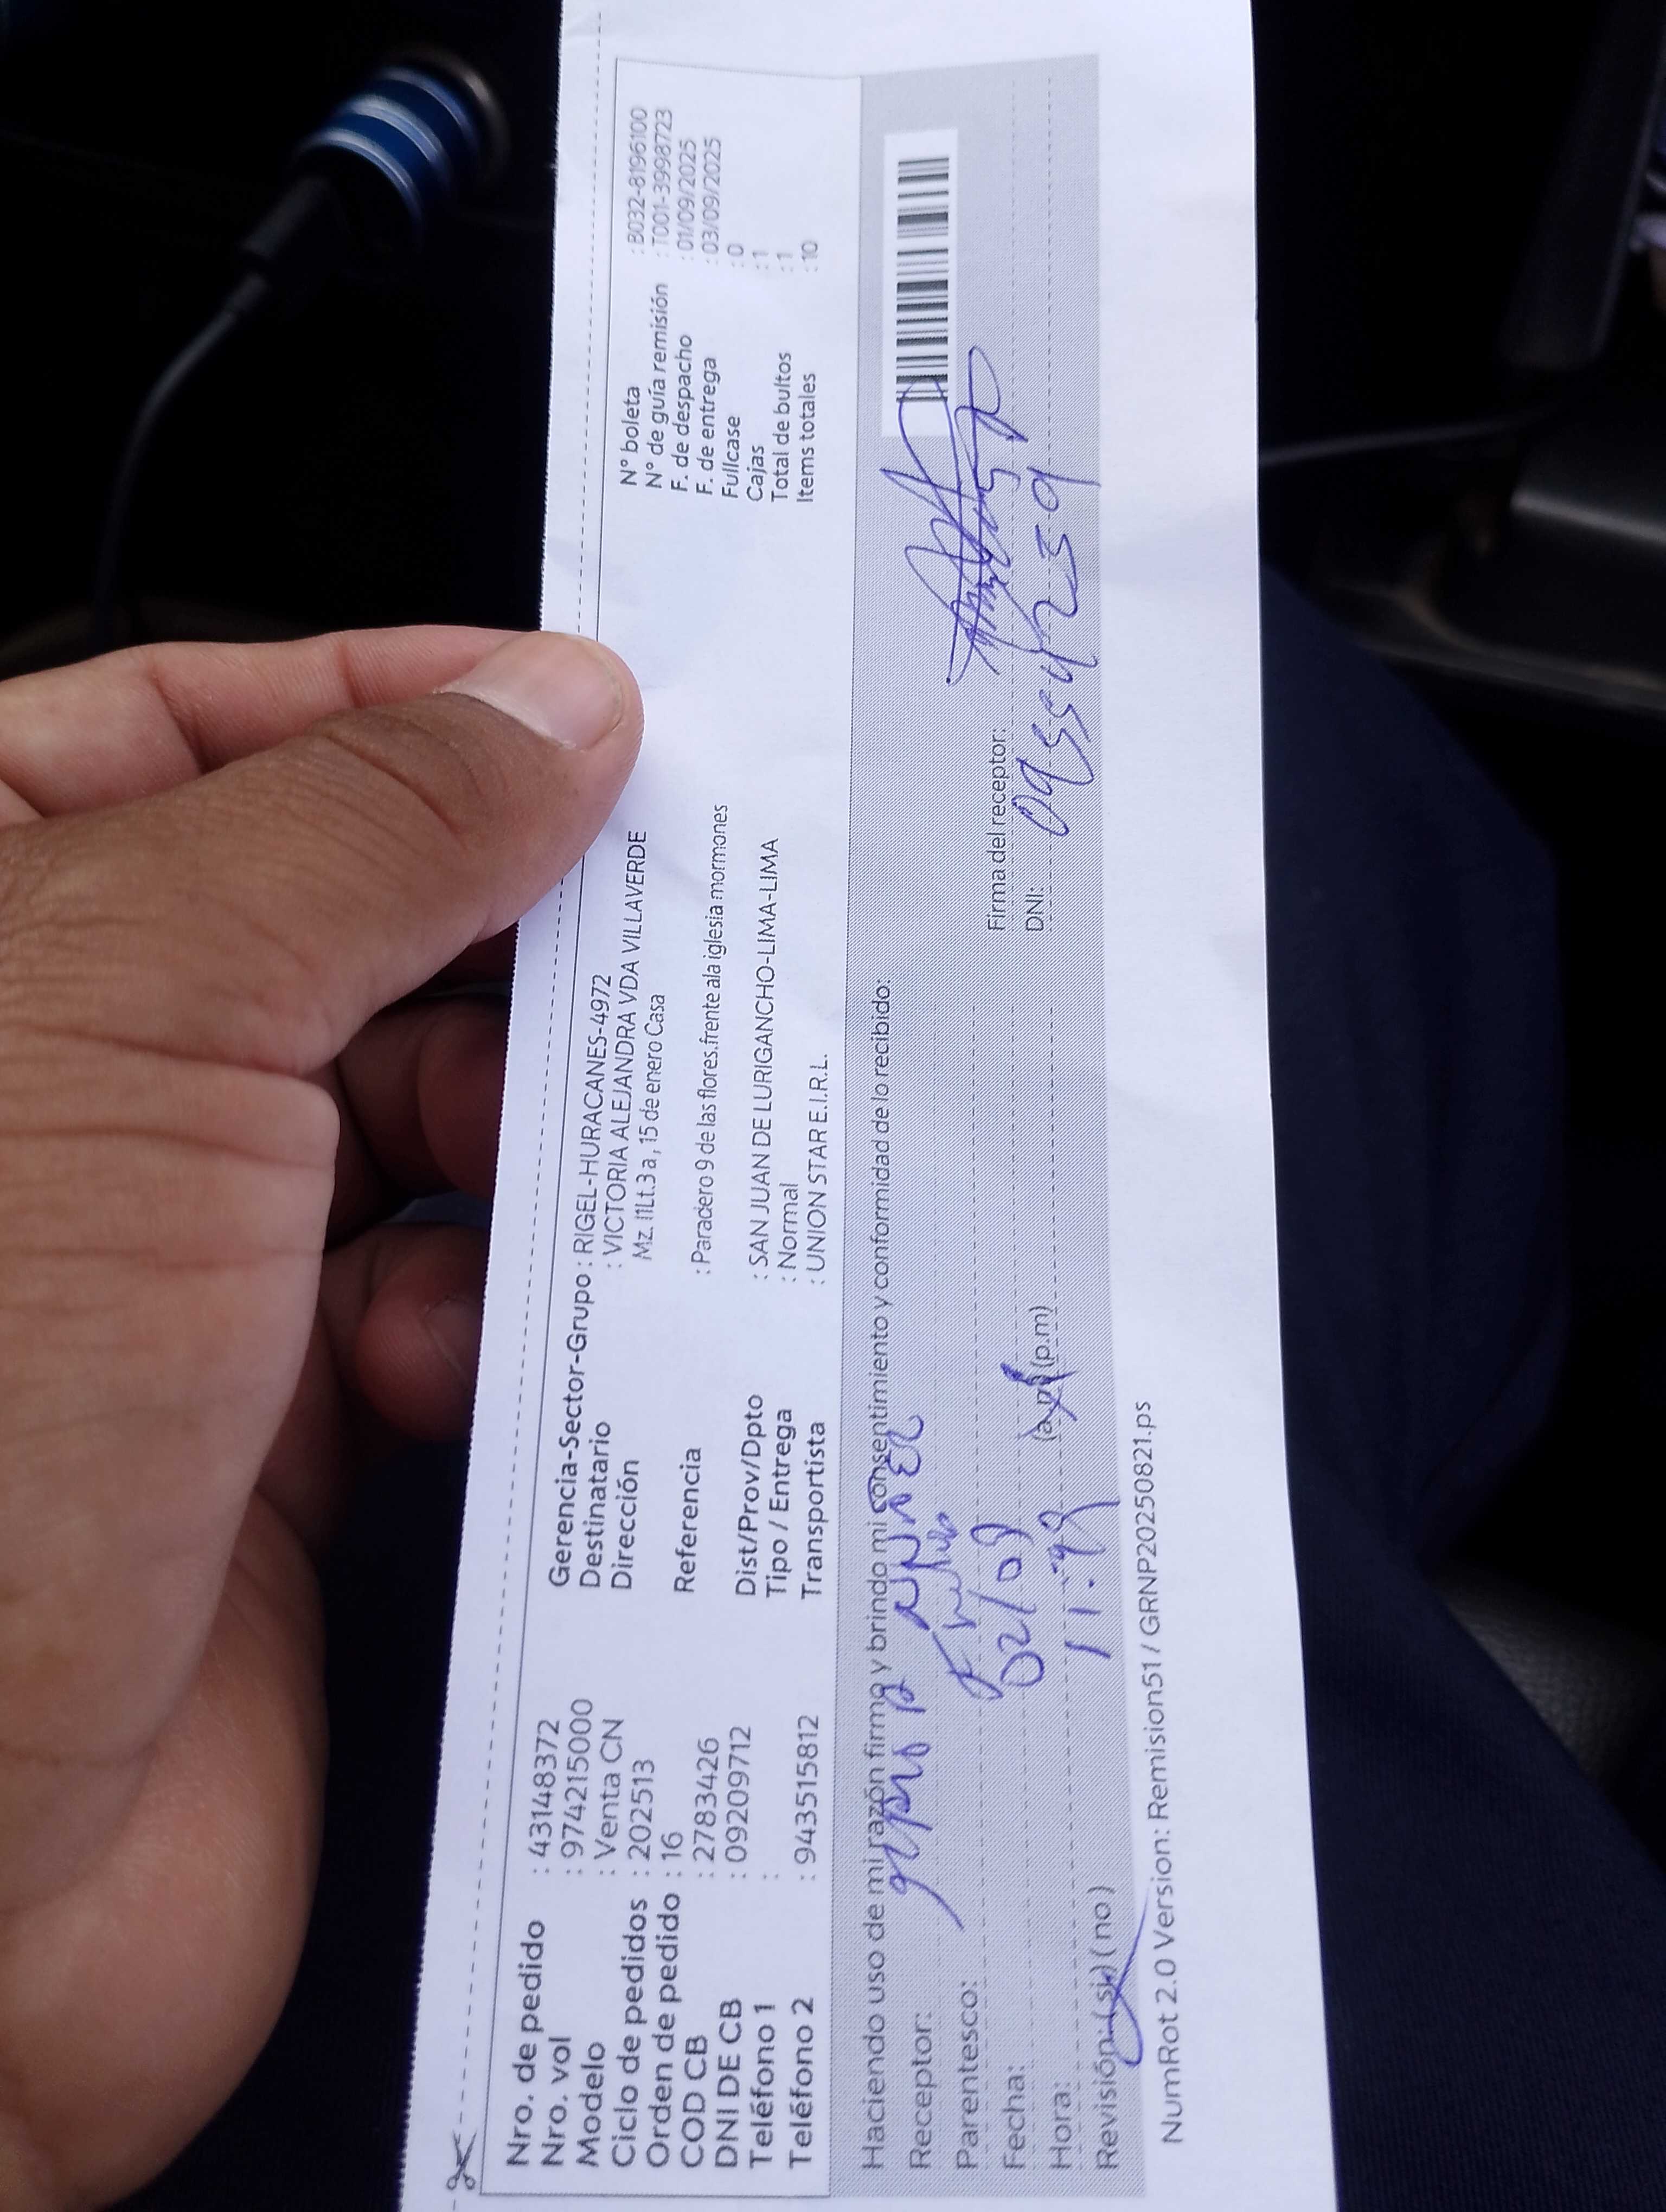 Nro. de pedido : 431148372
Nro. vol : 974215000
Modelo : Venta CN
Ciclo de pedidos : 202513
Orden de pedido : 16
COD CB : 2783426
DNI DE CB : 09209712
Teléfono 1 :
Teléfono 2 : 943515812
Gerencia-Sector-Grupo : RIGEL-HURACANES-4972
Destinatario : VICTORIA ALEJANDRA VDA VILLAVERDE
Dirección Mz. I1Lt.3 a, 15 de enero Casa
Referencia : Paradero 9 de las flores.frente ala iglesia mormones
Dist/Prov/Dpto : SAN JUAN DE LURIGANCHO-LIMA-LIMA
Tipo / Entrega : Normal
Transportista : UNION STAR E.I.R.L.
N° boleta : B032-8196100
N° de guía remisión : T001-3998723
F. de despacho : 01/09/2025
F. de entrega : 03/09/2025
Fullcase : 0
Cajas : 1
Total de bultos : 1
Items totales : 10
Haciendo uso de mi razón firmo y brindo mi consentimiento y conformidad de lo recibido:
Receptor:
Parentesco:
Fecha: 02/09
Hora: (a.m) (p.m)
Revisión: (si) (no)
Firma del receptor:
DNI:
NumRot 2.0 Version: Remision51 / GRNP20250821.ps